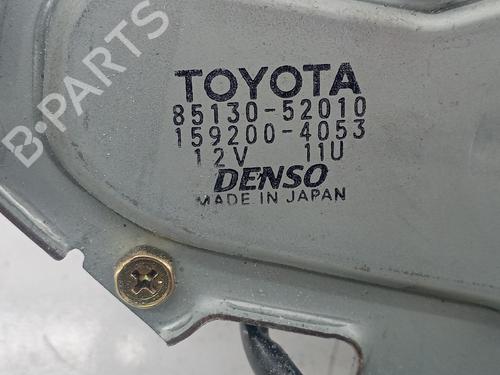 B-PARTS
TOYOTA
85130-52010
159200-4053
12V 11U
DENSO
MADE IN JAPAN